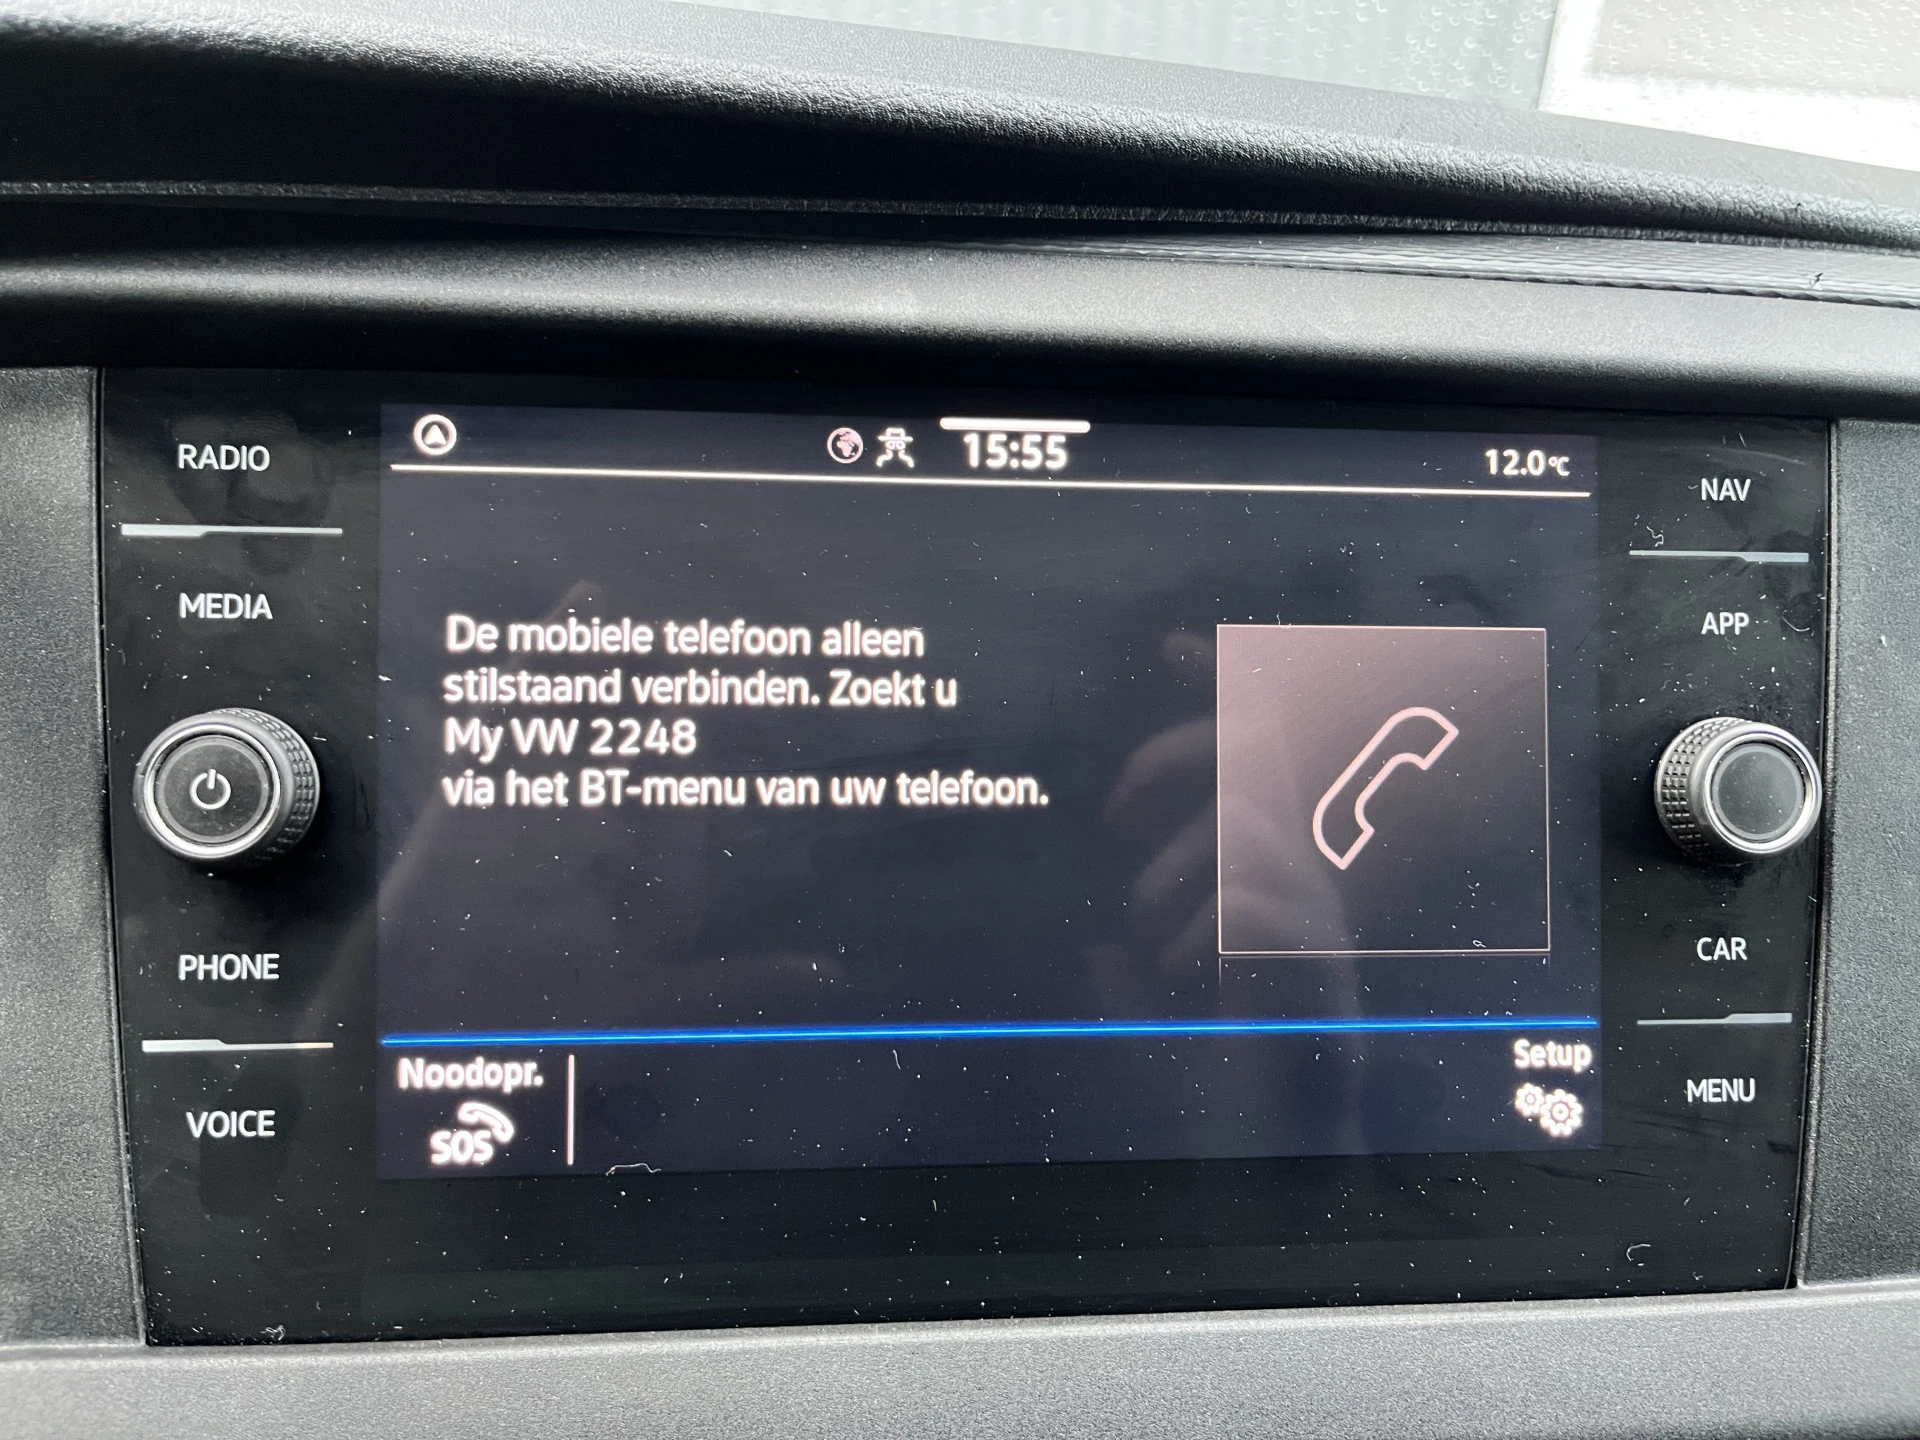 15:55
12.0°C
RADIO
MEDIA
PHONE
VOICE
De mobiele telefoon alleen
stilstaand verbinden. Zoekt u
My VW 2248
via het BT-menu van uw telefoon.
Noodopr.
SOS
Setup
NAV
APP
CAR
MENU